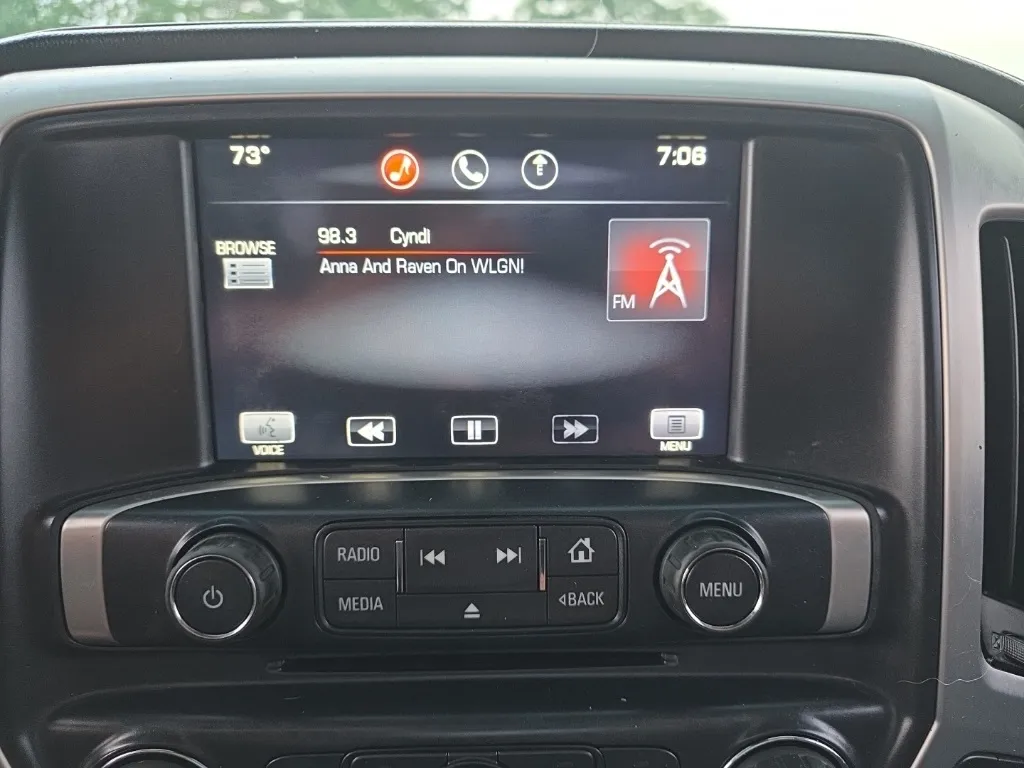 73°
7:06
98.3 Cyndi
BROWSE
Anna And Raven On WLGN!
FM
VOICE
MENU
RADIO
MENU
MEDIA
◃BACK